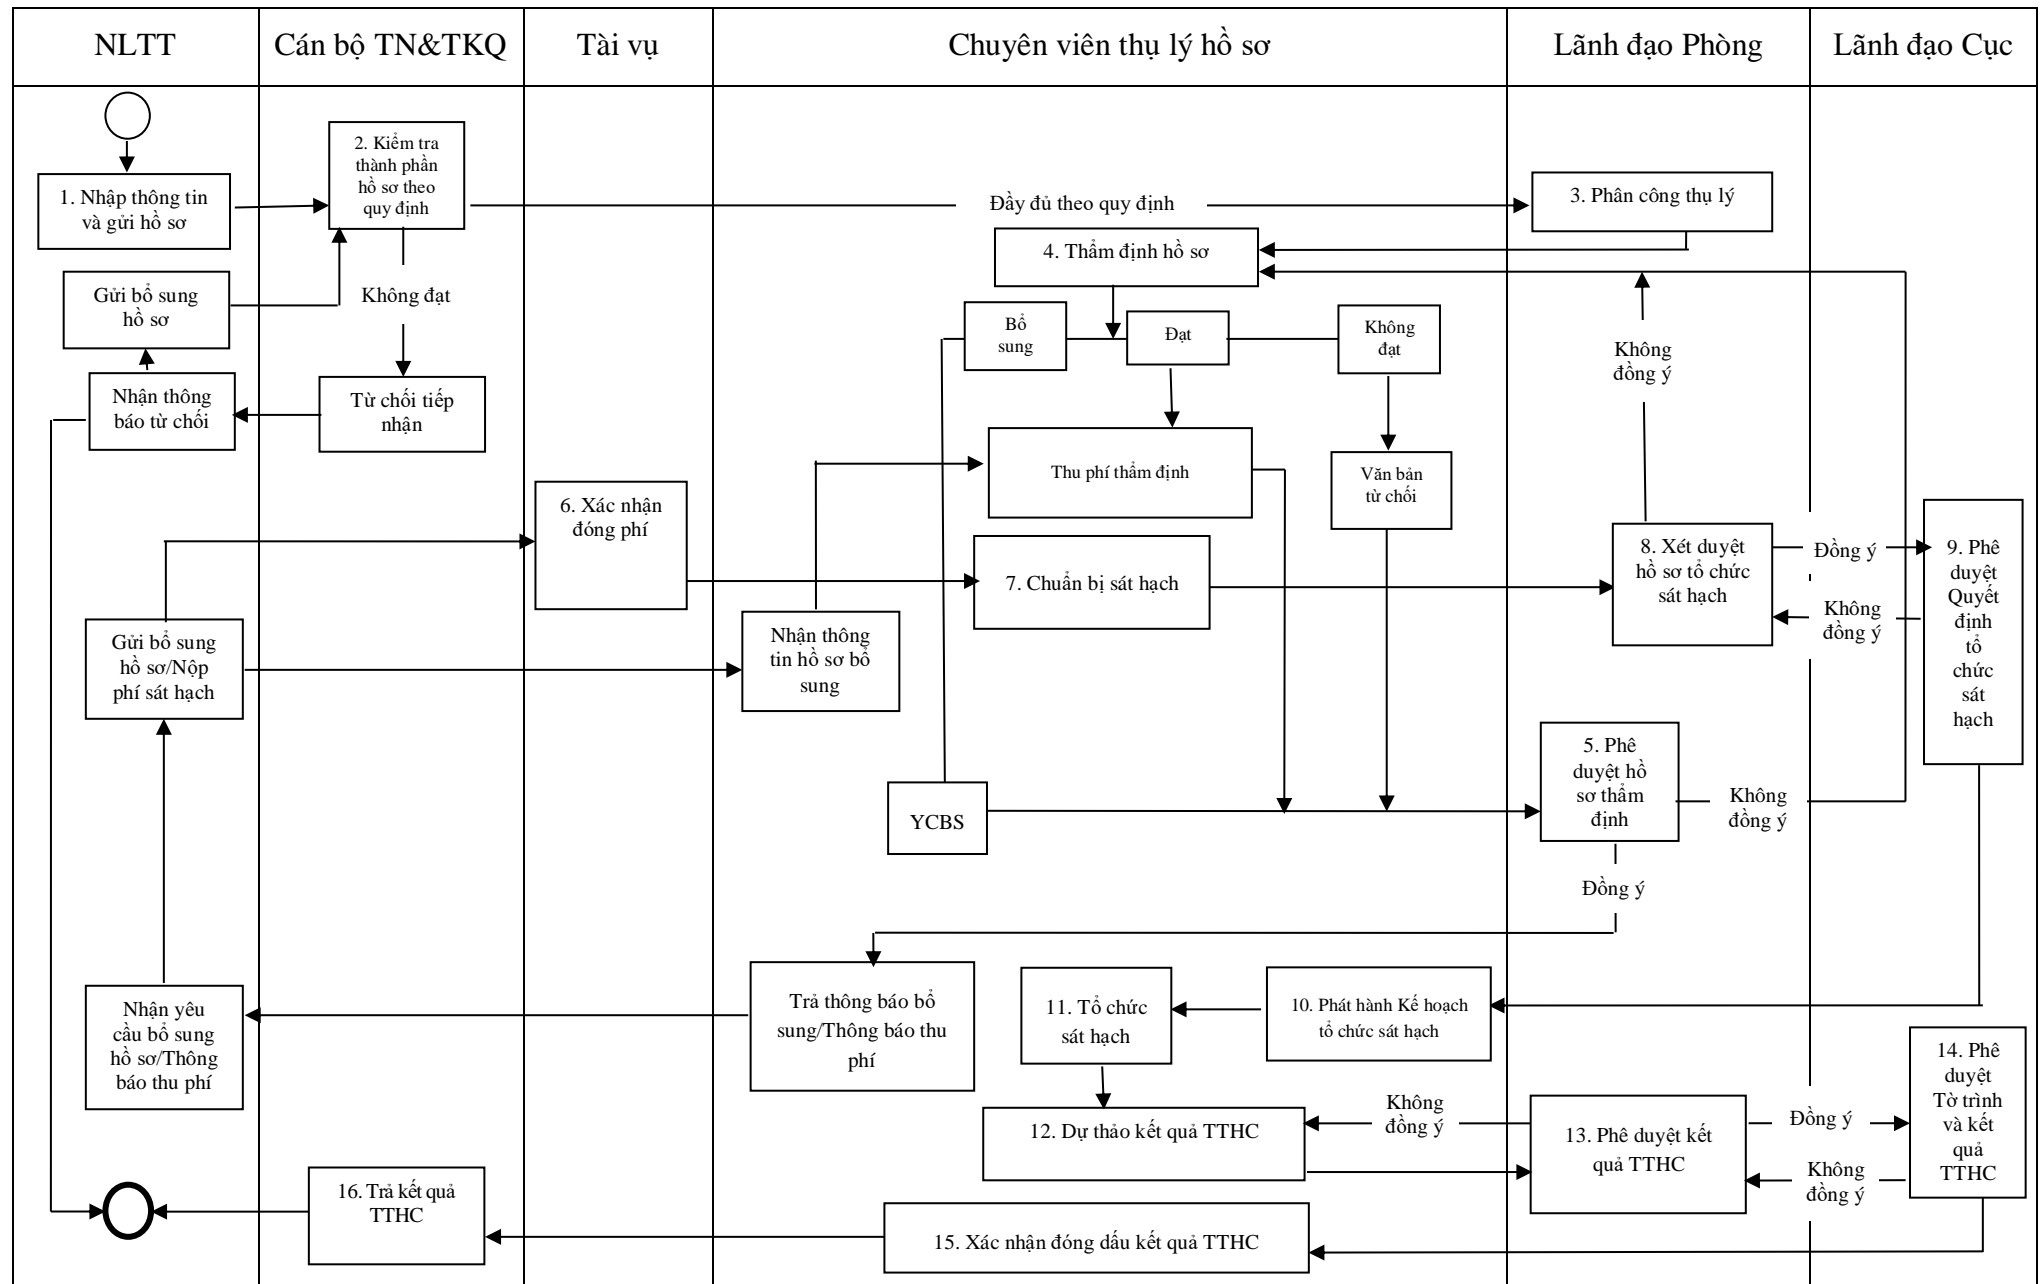 NLTT
Cán bộ TN&TKQ
Tài vụ
Chuyên viên thụ lý hồ sơ
Lãnh đạo Phòng
Lãnh đạo Cục
1. Nhập thông tin
và gửi hồ sơ
2. Kiểm tra
thành phần
hồ sơ theo
quy định
Đầy đủ theo quy định
3. Phân công thụ lý
4. Thẩm định hồ sơ
Gửi bổ sung
hồ sơ
Không đạt
Bổ
sung
Đạt
Không
đạt
Không
đồng ý
Nhận thông
báo từ chối
Từ chối tiếp
nhận
Thu phí thẩm định
Văn bản
từ chối
6. Xác nhận
đóng phí
7. Chuẩn bị sát hạch
8. Xét duyệt
hồ sơ tổ chức
sát hạch
Đồng ý
Không
đồng ý
9. Phê
duyệt
Quyết
định
tổ
chức
sát
hạch
Gửi bổ sung
hồ sơ/Nộp
phí sát hạch
Nhận thông
tin hồ sơ bổ
sung
YCBS
5. Phê
duyệt hồ
sơ thẩm
định
Không
đồng ý
Đồng ý
Nhận yêu
cầu bổ sung
hồ sơ/Thông
báo thu phí
Trả thông báo bổ
sung/Thông báo thu
phí
11. Tổ chức
sát hạch
10. Phát hành Kế hoạch
tổ chức sát hạch
12. Dự thảo kết quả TTHC
Không
đồng ý
13. Phê duyệt kết
quả TTHC
Đồng ý
Không
đồng ý
14. Phê
duyệt
Tờ trình
và kết
quả
TTHC
16. Trả kết quả
TTHC
15. Xác nhận đóng dấu kết quả TTHC